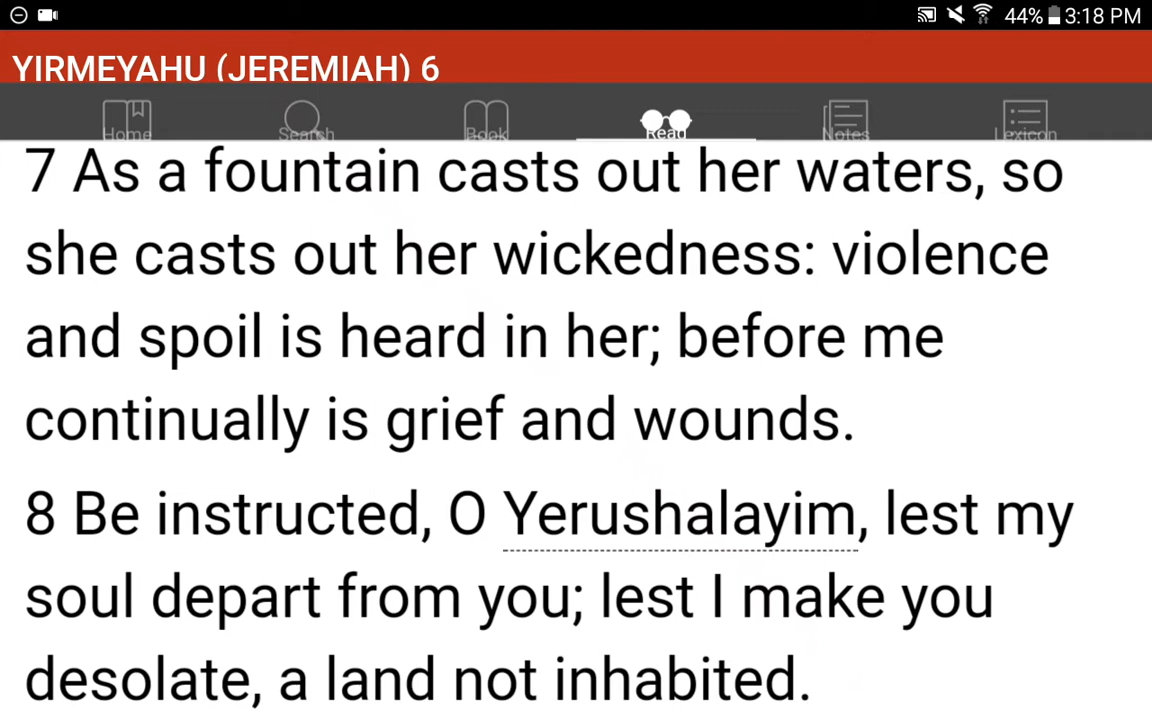 44% 3:18 PM
YIRMEYAHU (JEREMIAH) 6
Home Search Book Read Notes Lexicon
7 As a fountain casts out her waters, so
she casts out her wickedness: violence
and spoil is heard in her; before me
continually is grief and wounds.
8 Be instructed, O Yerushalayim, lest my
soul depart from you; lest I make you
desolate, a land not inhabited.